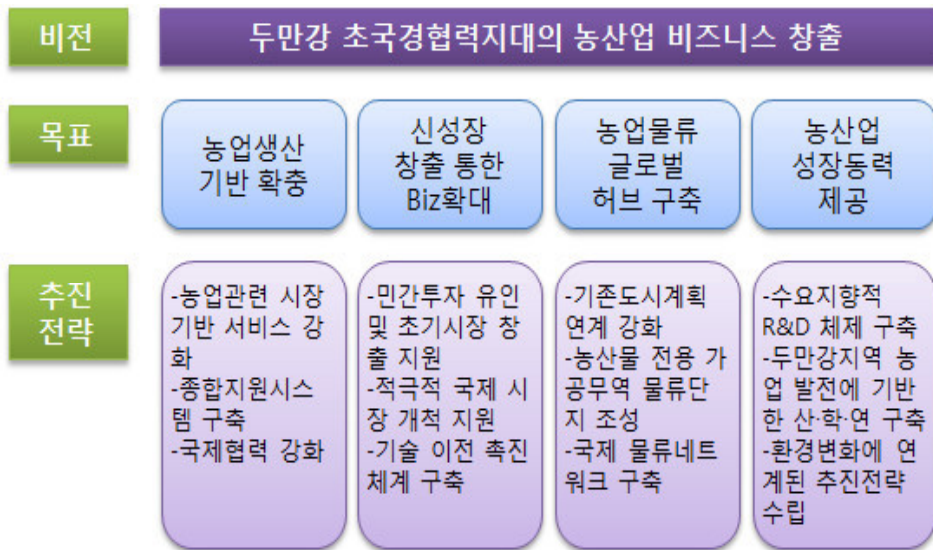 비전
두만강 초국경협력지대의 농산업 비즈니스 창출
목표
농업생산
기반 확충
신성장
창출 통한
Biz확대
농업물류
글로벌
허브 구축
농산업
성장동력
제공
추진
전략
-농업관련 시장
기반 서비스 강
화
-종합지원시스
템 구축
-국제협력 강화
-민간투자 유인
및 초기시장 창
출 지원
-적극적 국제 시
장 개척 지원
-기술 이전 촉진
체계 구축
-기존도시계획
연계 강화
-농산물 전용 가
공무역 물류단
지 조성
-국제 물류네트
워크 구축
-수요지향적
R&D 체제 구축
-두만강지역 농
업 발전에 기반
한 산·학·연 구축
-환경변화에 연
계된 추진전략
수립